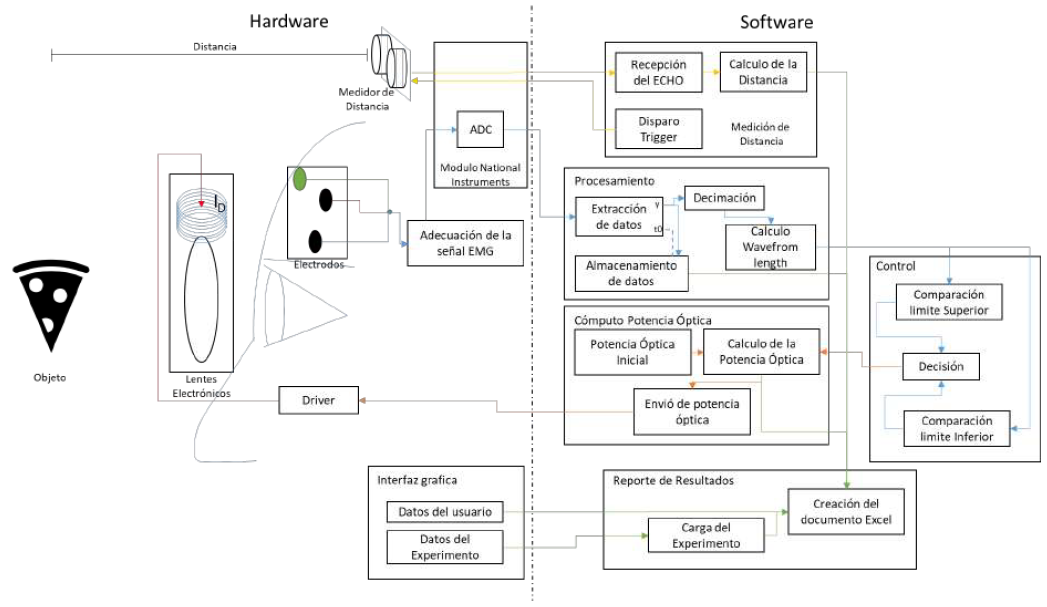 Hardware
Software
Distancia
Medidor de
Distancia
ADC
Modulo National
Instruments
Recepción
del ECHO
Calculo de la
Distancia
Disparo
Trigger
Medición de
Distancia
I_D
Electrodos
Adecuación de la
señal EMG
Objeto
Lentes
Electrónicos
Driver
Procesamiento
Extracción
de datos
Y
t0
Decimación
Calculo
Wavefrom
length
Almacenamiento
de datos
Control
Comparación
limite Superior
Decisión
Comparación
limite Inferior
Cómputo Potencia Óptica
Potencia Óptica
Inicial
Calculo de la
Potencia Óptica
Envió de potencia
óptica
Interfaz grafica
Datos del usuario
Datos del
Experimento
Reporte de Resultados
Carga del
Experimento
Creación del
documento Excel